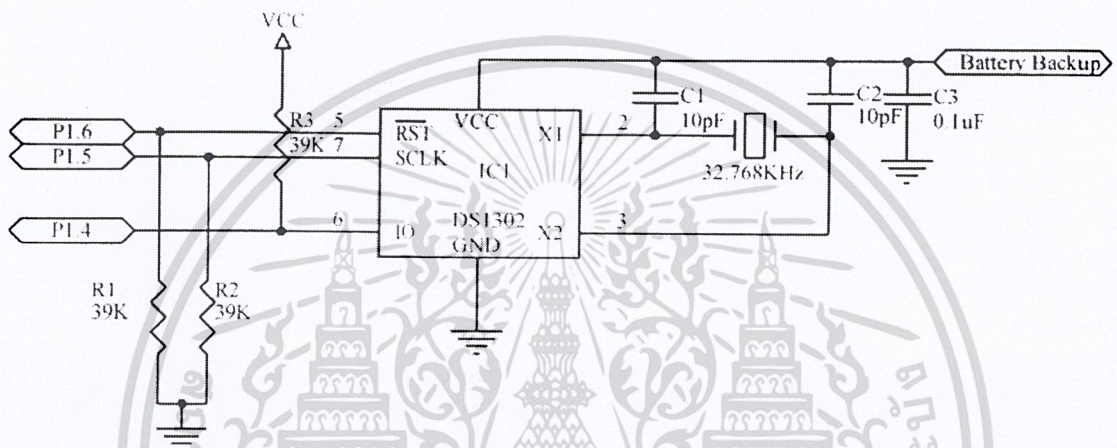 VCC
Battery Backup
P1.6
P1.5
P1.4
R3
39K
5
7
6
RST
SCLK
IO
VCC
IC1
DS1302
GND
X1
X2
2
3
C1
10pF
32.768KHz
C2
10pF
C3
0.1uF
R1
39K
R2
39K